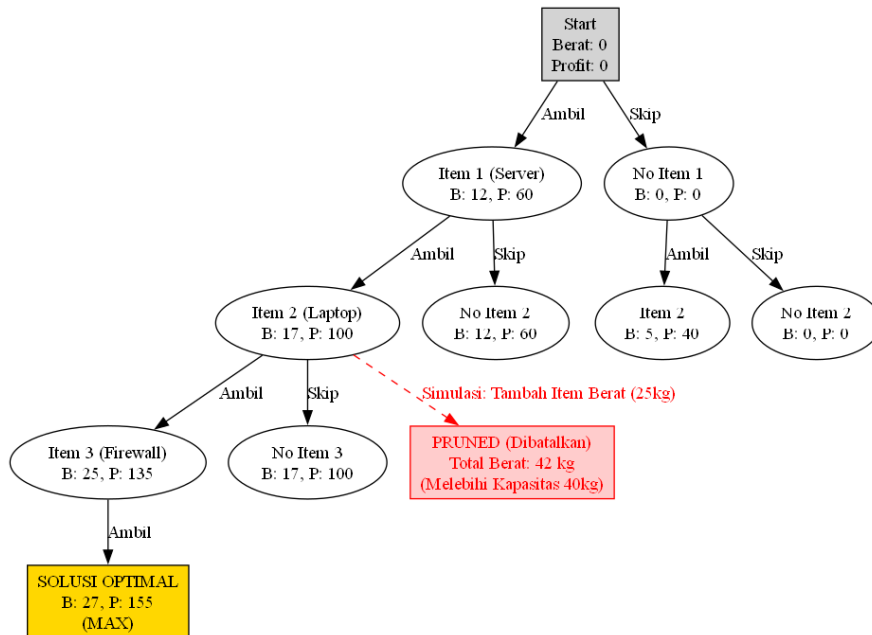 Start
Berat: 0
Profit: 0
Ambil
Skip
Item 1 (Server)
B: 12, P: 60
No Item 1
B: 0, P: 0
Ambil
Skip
Ambil
Skip
Item 2 (Laptop)
B: 17, P: 100
No Item 2
B: 12, P: 60
Item 2
B: 5, P: 40
No Item 2
B: 0, P: 0
Ambil
Skip
Simulasi: Tambah Item Berat (25kg)
Item 3 (Firewall)
B: 25, P: 135
No Item 3
B: 17, P: 100
PRUNED (Dibatalkan)
Total Berat: 42 kg
(Melebihi Kapasitas 40kg)
Ambil
SOLUSI OPTIMAL
B: 27, P: 155
(MAX)